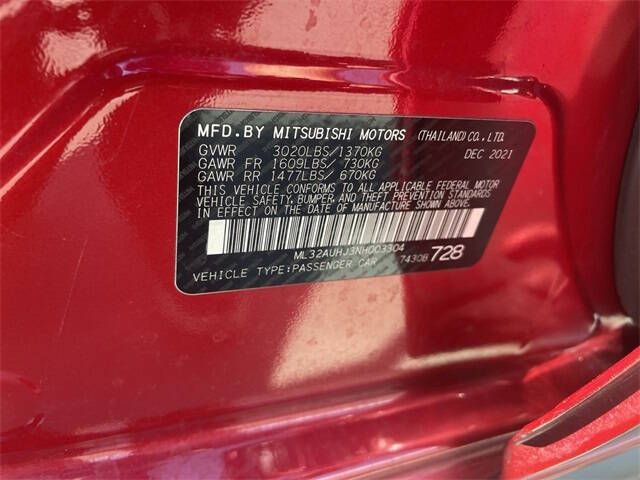 MFD.BY MITSUBISHI MOTORS (THAILAND)CO.,LTD.
GVWR 3020LBS/1370KG DEC 2021
GAWR FR 1609LBS/ 730KG
GAWR RR 1477LBS/ 670KG
THIS VEHICLE CONFORMS TO ALL APPLICABLE FEDERAL MOTOR
VEHICLE SAFETY, BUMPER, AND THEFT PREVENTION STANDARDS
IN EFFECT ON THE DATE OF MANUFACTURE SHOWN ABOVE.
ML32AUHJ3NH003304
VEHICLE TYPE:PASSENGER CAR 7430B 728